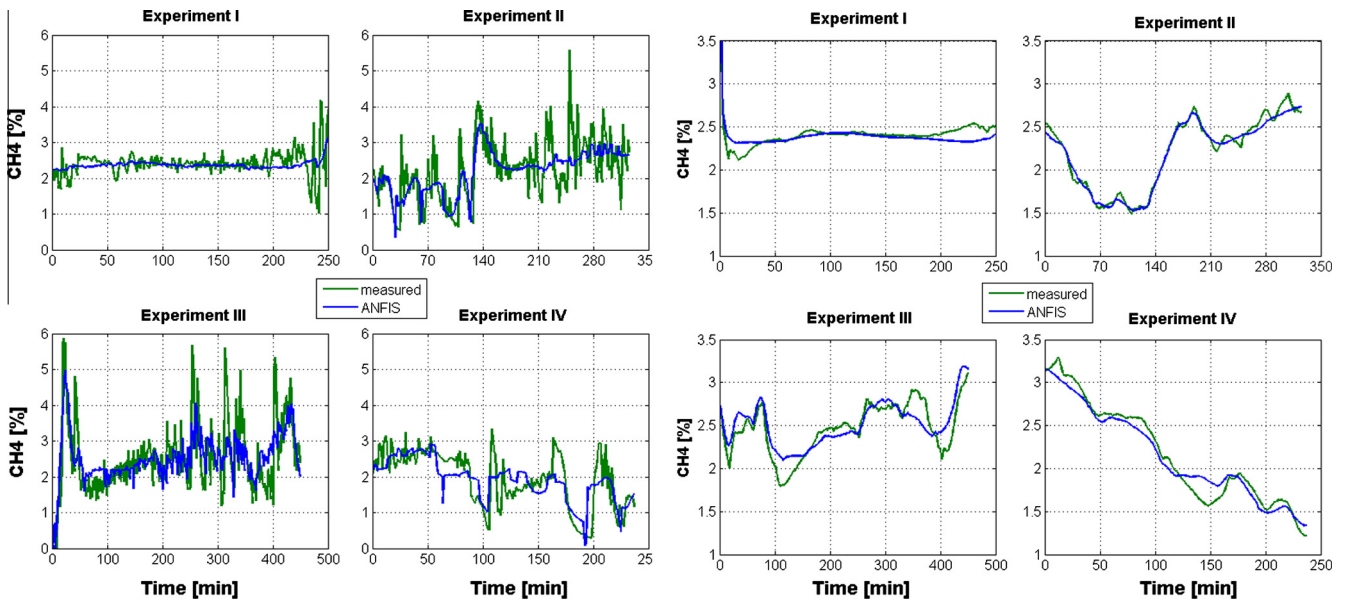 Experiment I
Experiment II
CH4 [%]
6
5
4
3
2
1
0
0 50 100 150 200 250
6
5
4
3
2
1
0
0 70 140 210 280 35
measured
ANFIS
Experiment III
Experiment IV
CH4 [%]
6
5
4
3
2
1
0
0 100 200 300 400 500
Time [min]
6
5
4
3
2
1
0
0 50 100 150 200 25
Time [min]
Experiment I
Experiment II
CH4 [%]
3.5
3
2.5
2
1.5
1
0 50 100 150 200 250
3.5
3
2.5
2
1.5
1
0 70 140 210 280 350
measured
ANFIS
Experiment III
Experiment IV
CH4 [%]
3.5
3
2.5
2
1.5
1
0 100 200 300 400 500
Time [min]
3.5
3
2.5
2
1.5
1
0 50 100 150 200 250
Time [min]